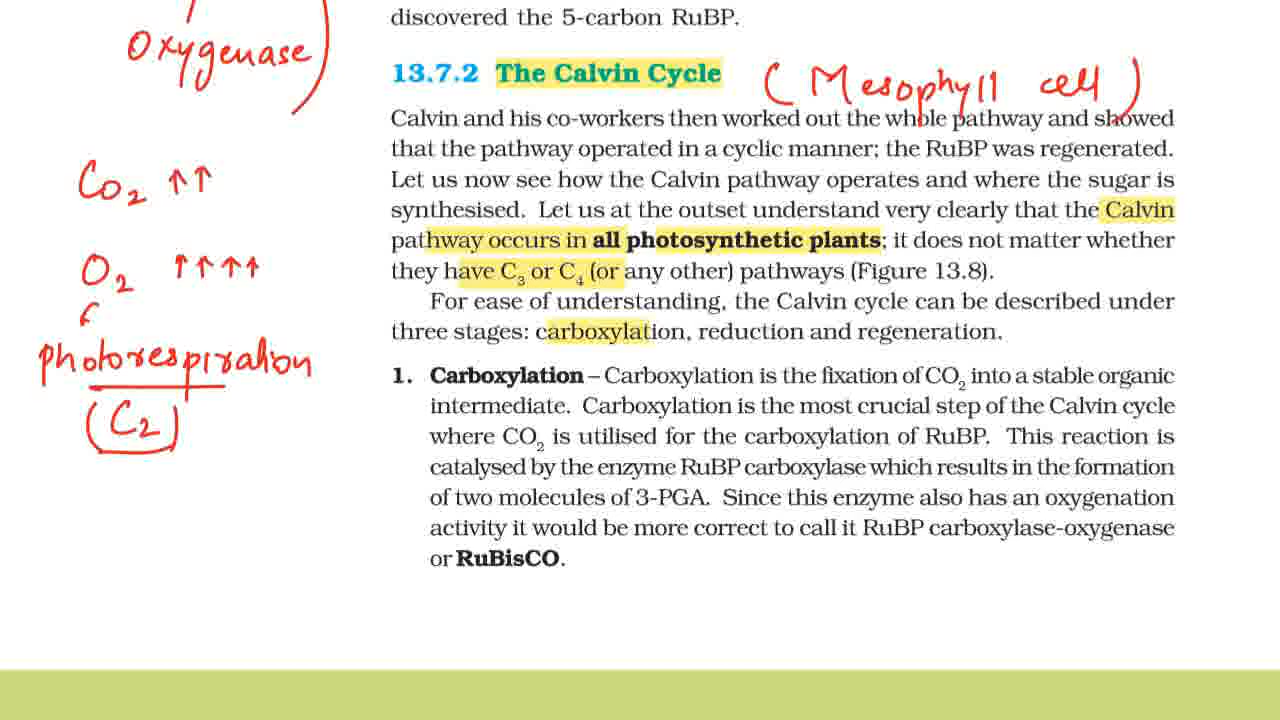 discovered the 5-carbon RuBP.
Oxygenase)
13.7.2 The Calvin Cycle (Mesophyll cell)
Calvin and his co-workers then worked out the whole pathway and showed
that the pathway operated in a cyclic manner; the RuBP was regenerated.
Let us now see how the Calvin pathway operates and where the sugar is
synthesised. Let us at the outset understand very clearly that the Calvin
pathway occurs in all photosynthetic plants; it does not matter whether
they have C₃ or C₄ (or any other) pathways (Figure 13.8).
For ease of understanding, the Calvin cycle can be described under
three stages: carboxylation, reduction and regeneration.
CO₂ ↑↑
O₂ ↑↑↑↑
photorespiration
(C₂)
1. Carboxylation – Carboxylation is the fixation of CO₂ into a stable organic
intermediate. Carboxylation is the most crucial step of the Calvin cycle
where CO₂ is utilised for the carboxylation of RuBP. This reaction is
catalysed by the enzyme RuBP carboxylase which results in the formation
of two molecules of 3-PGA. Since this enzyme also has an oxygenation
activity it would be more correct to call it RuBP carboxylase-oxygenase
or RuBisCO.